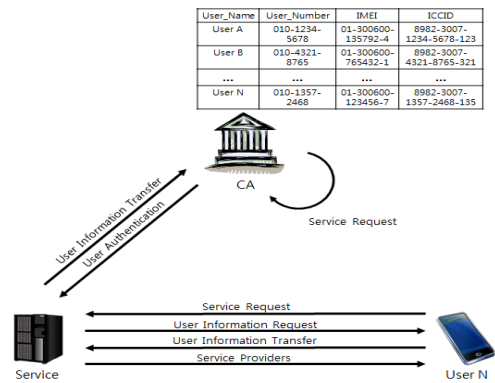 User_Name User_Number IMEI ICCID
User A 010-1234-5678 01-300600-135792-4 8982-3007-1234-5678-123
User B 010-4321-8765 01-300600-765432-1 8982-3007-4321-8765-321
... ... ... ...
User N 010-1357-2468 01-300600-123456-7 8982-3007-1357-2468-135
CA
Service Request
User Information Transfer
User Authentication
Service Request
User Information Request
User Information Transfer
Service Providers
Service
User N